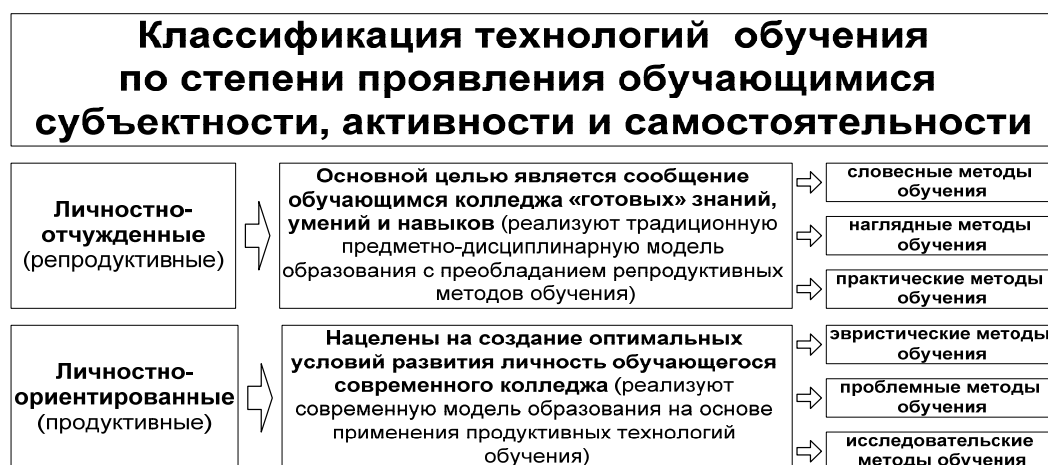 Классификация технологий обучения
по степени проявления обучающимися
субъектности, активности и самостоятельности
Личностно-
отчужденные
(репродуктивные)
Основной целью является сообщение
обучающимся колледжа «готовых» знаний,
умений и навыков (реализуют традиционную
предметно-дисциплинарную модель
образования с преобладанием репродуктивных
методов обучения)
словесные методы
обучения
наглядные методы
обучения
практические методы
обучения
Личностно-
ориентированные
(продуктивные)
Нацелены на создание оптимальных
условий развития личность обучающегося
современного колледжа (реализуют
современную модель образования на основе
применения продуктивных технологий
обучения)
эвристические методы
обучения
проблемные методы
обучения
исследовательские
методы обучения